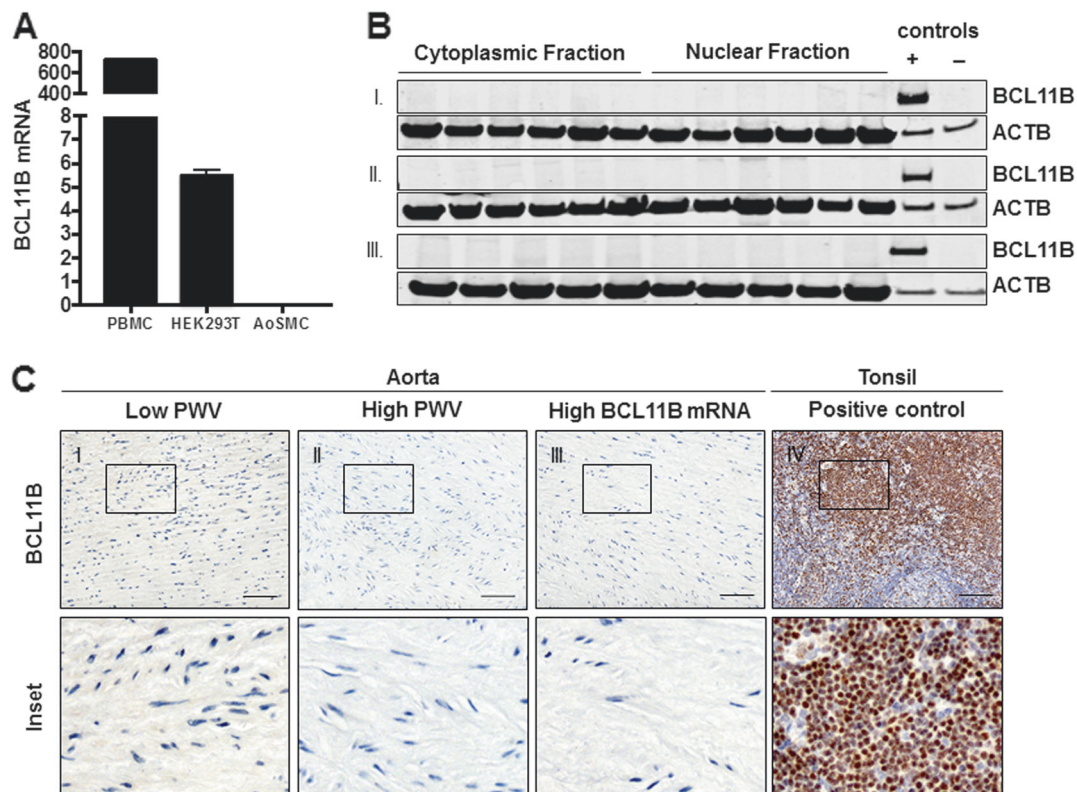 A
BCL11B mRNA
800
600
400
8
7
6
5
4
3
2
1
0
PBMC HEK293T AoSMC
B
controls
Cytoplasmic Fraction Nuclear Fraction + –
I. BCL11B
ACTB
II. BCL11B
ACTB
III. BCL11B
ACTB
C
Aorta Tonsil
Low PWV High PWV High BCL11B mRNA Positive control
BCL11B
I II III IV
Inset